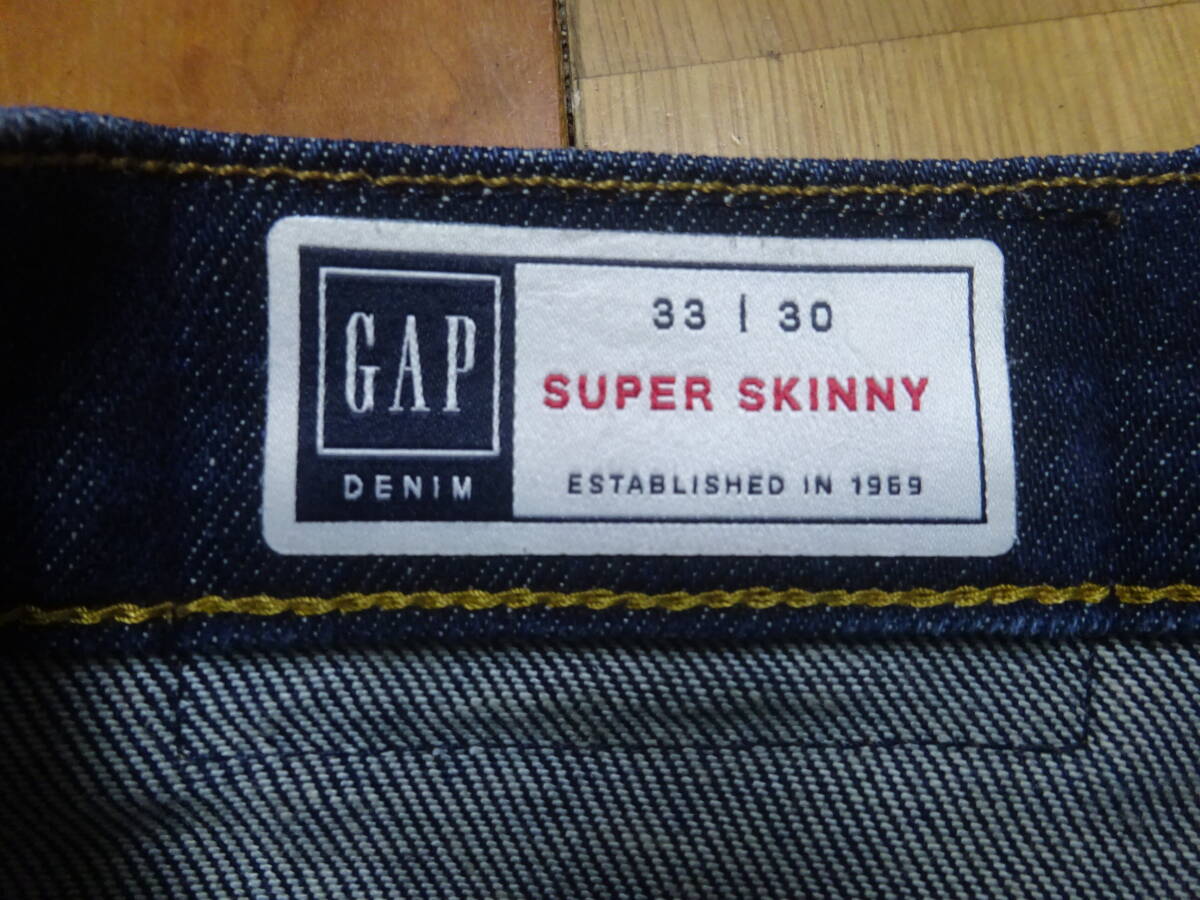 GAP
DENIM
33 | 30
SUPER SKINNY
ESTABLISHED IN 1969